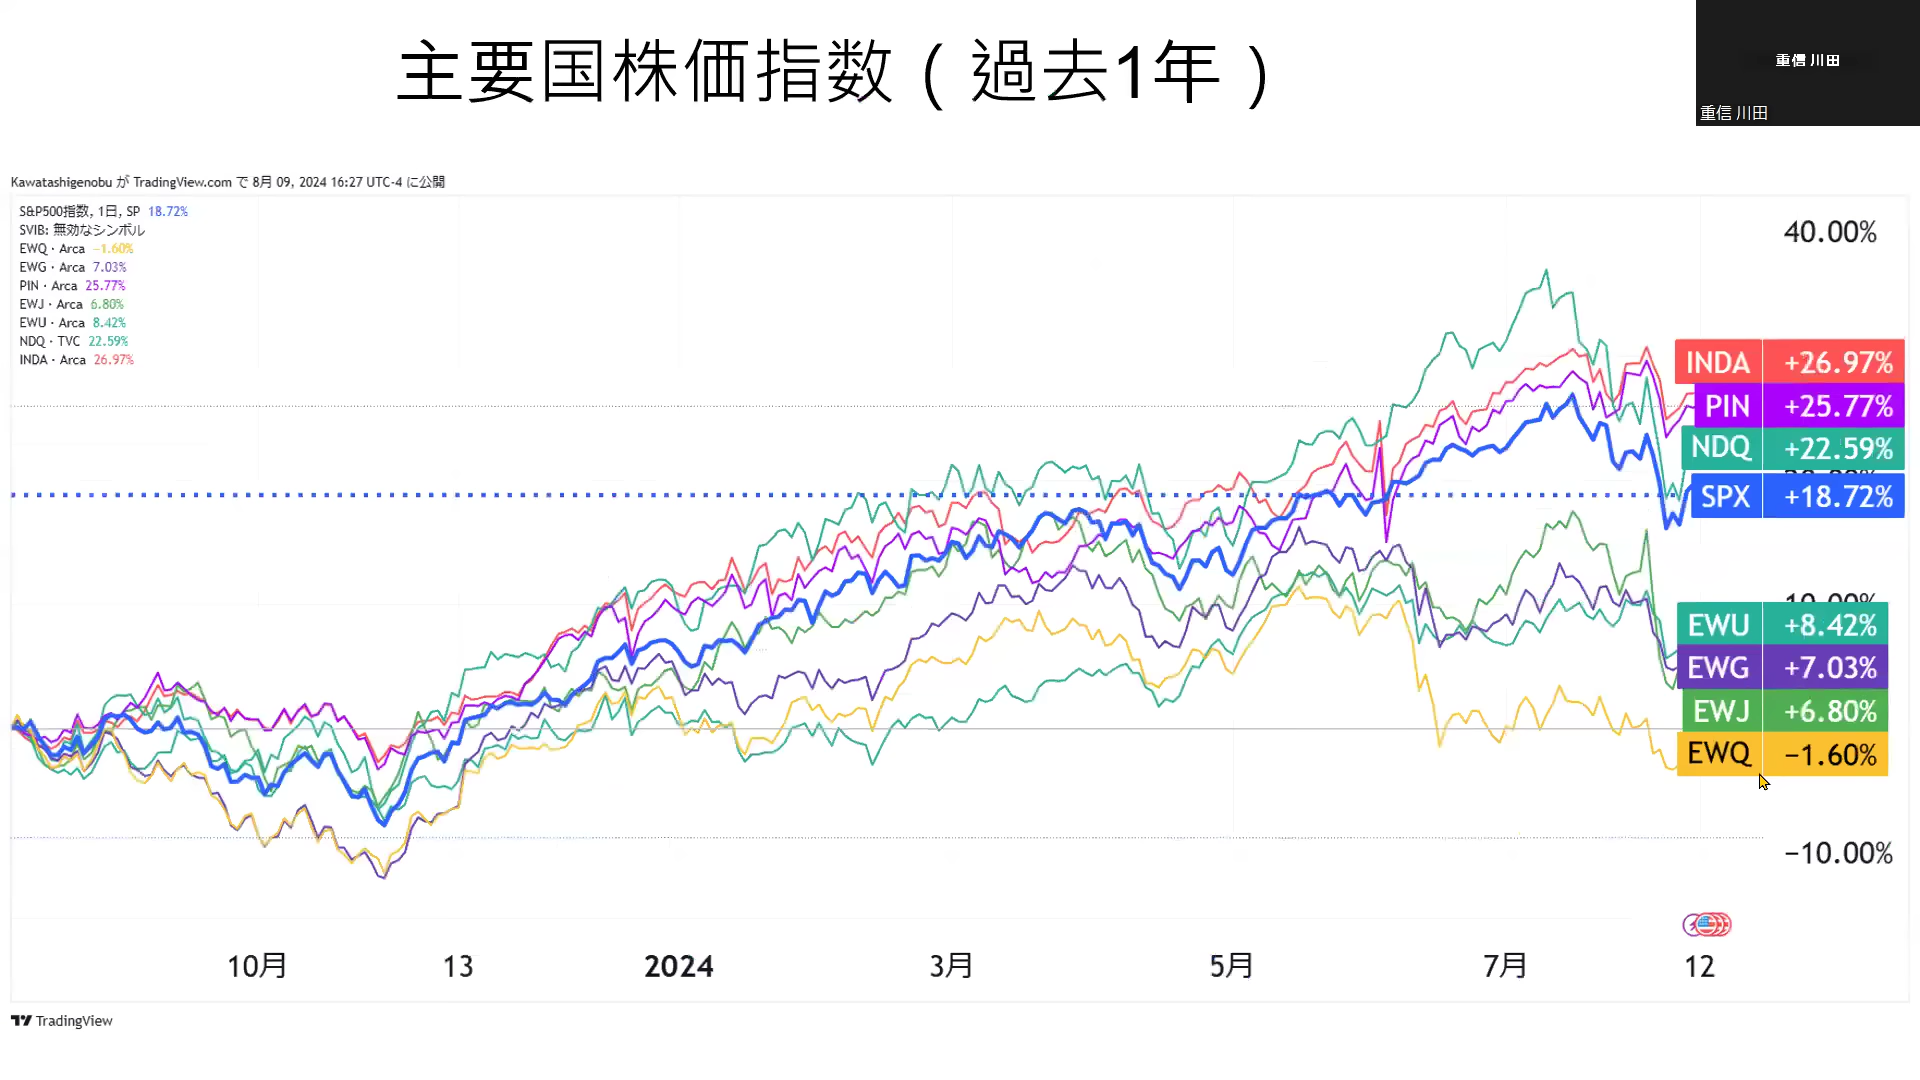 主要国株価指数（過去1年）
重信 川田
重信 川田
Kawatashigenobu が TradingView.com で 8月 09, 2024 16:27 UTC-4 に公開
S&P500指数, 1日, SP 18.72%
SVIB: 無効なシンボル
EWQ · Arca −1.60%
EWG · Arca 7.03%
PIN · Arca 25.77%
EWJ · Arca 6.80%
EWU · Arca 8.42%
NDQ · TVC 22.59%
INDA · Arca 26.97%
40.00%
INDA +26.97%
PIN +25.77%
NDQ +22.59%
SPX +18.72%
10.00%
EWU +8.42%
EWG +7.03%
EWJ +6.80%
EWQ −1.60%
−10.00%
10月 13 2024 3月 5月 7月 12
TradingView